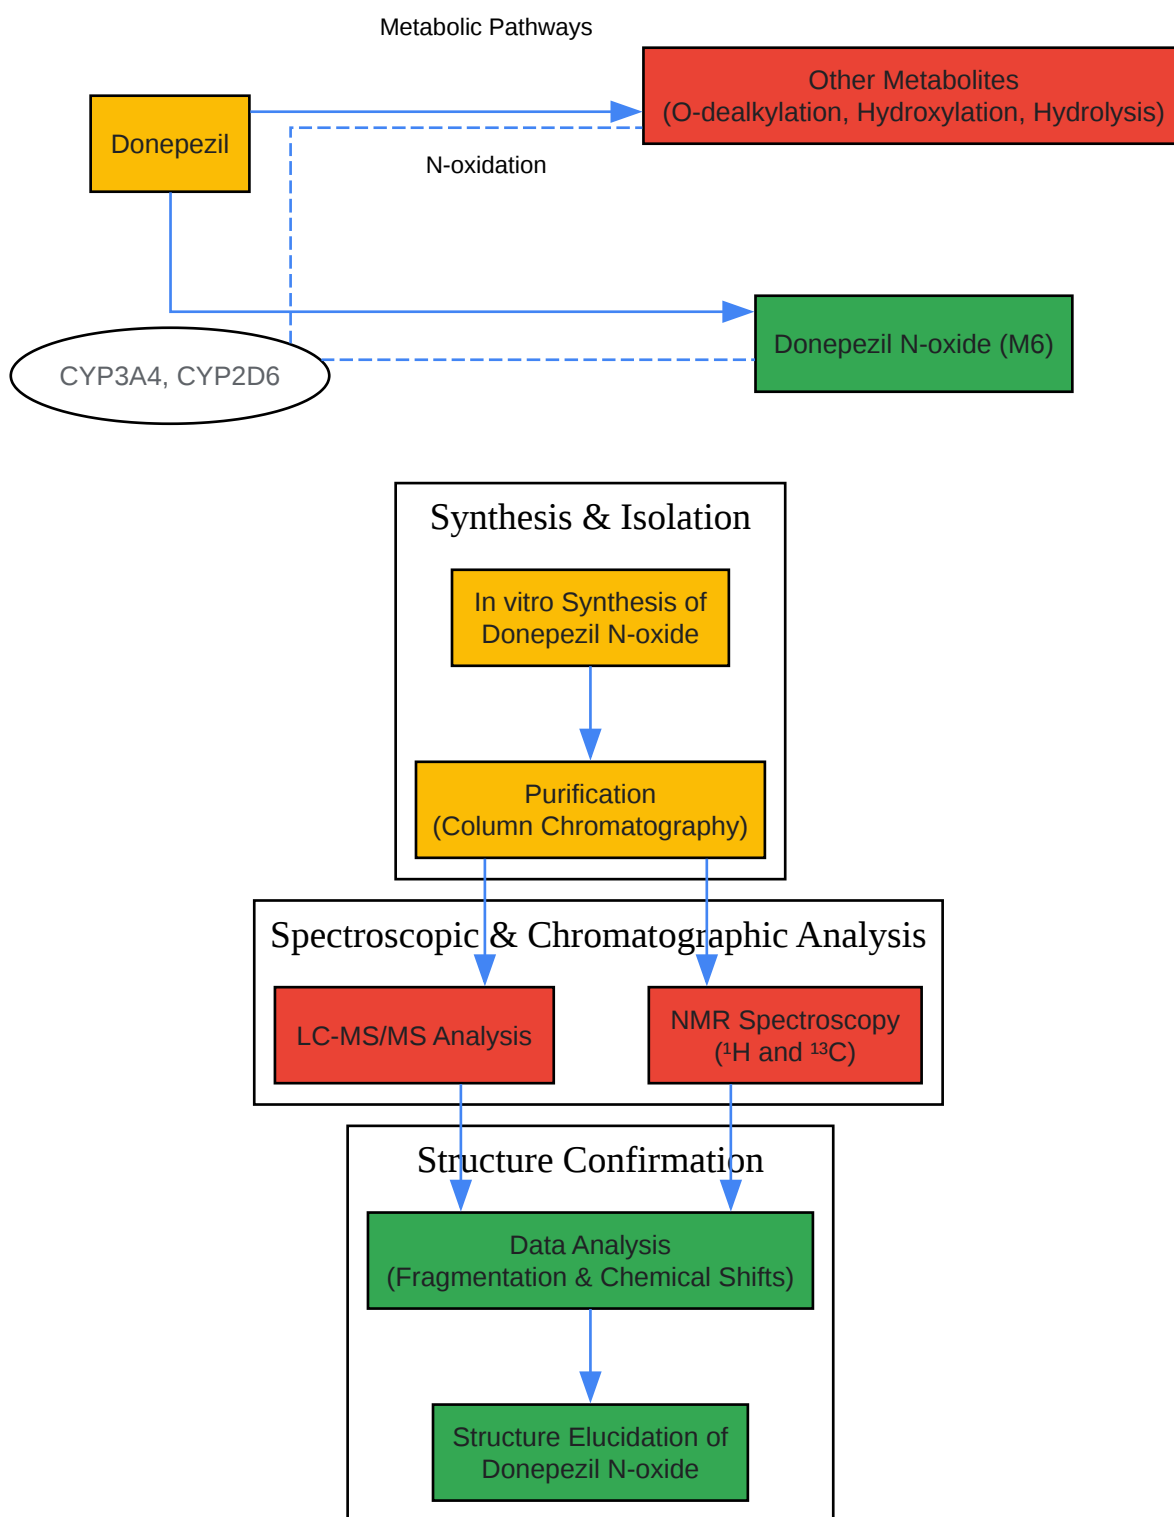 Metabolic Pathways
Other Metabolites
(O-dealkylation, Hydroxylation, Hydrolysis)
Donepezil
N-oxidation
Donepezil N-oxide (M6)
CYP3A4, CYP2D6
Synthesis & Isolation
In vitro Synthesis of
Donepezil N-oxide
Purification
(Column Chromatography)
Spectroscopic & Chromatographic Analysis
LC-MS/MS Analysis
NMR Spectroscopy
(¹H and ¹³C)
Structure Confirmation
Data Analysis
(Fragmentation & Chemical Shifts)
Structure Elucidation of
Donepezil N-oxide